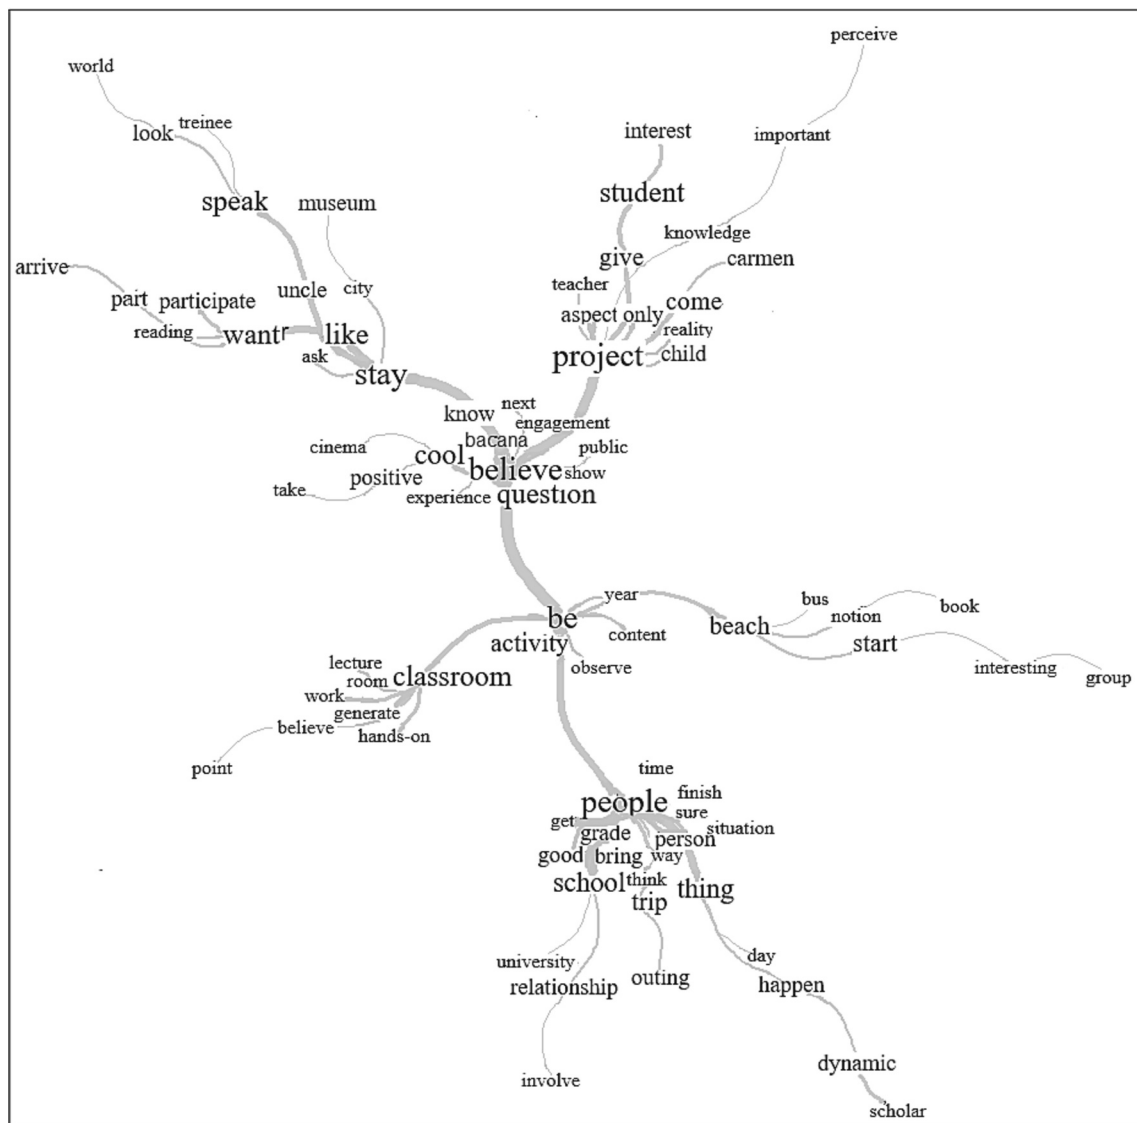 perceive
world
look
treinee
interest
important
student
speak
museum
knowledge
give
carmen
arrive
teacher
uncle
city
part
participate
come
aspect only
reading
wantr
like
reality
project
child
ask
stay
next
know
engagement
bacana
cinema
cool
public
believe
show
positive
take
experience
question
year
bus
book
be
notion
beach
content
activity
start
observe
lecture
interesting
group
room
classroom
work
generate
believe
hands-on
point
time
finish
people
sure
get
situation
grade
person
good
bring
way
school
think
thing
trip
day
university
outing
relationship
happen
dynamic
involve
scholar